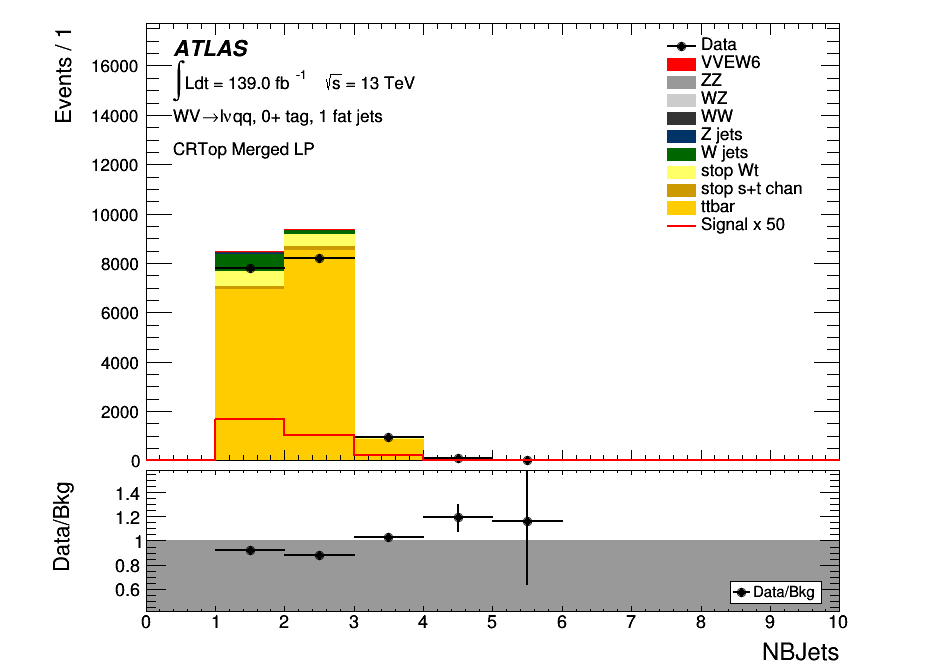 ATLAS
∫Ldt = 139.0 fb⁻¹ √s = 13 TeV
WV→lνqq, 0+ tag, 1 fat jets
CRTop Merged LP
Data
VVEW6
ZZ
WZ
WW
Z jets
W jets
stop Wt
stop s+t chan
ttbar
Signal x 50
Events / 1
16000
14000
12000
10000
8000
6000
4000
2000
0
Data/Bkg
1.4
1.2
1
0.8
0.6
Data/Bkg
0 1 2 3 4 5 6 7 8 9 10
NBJets